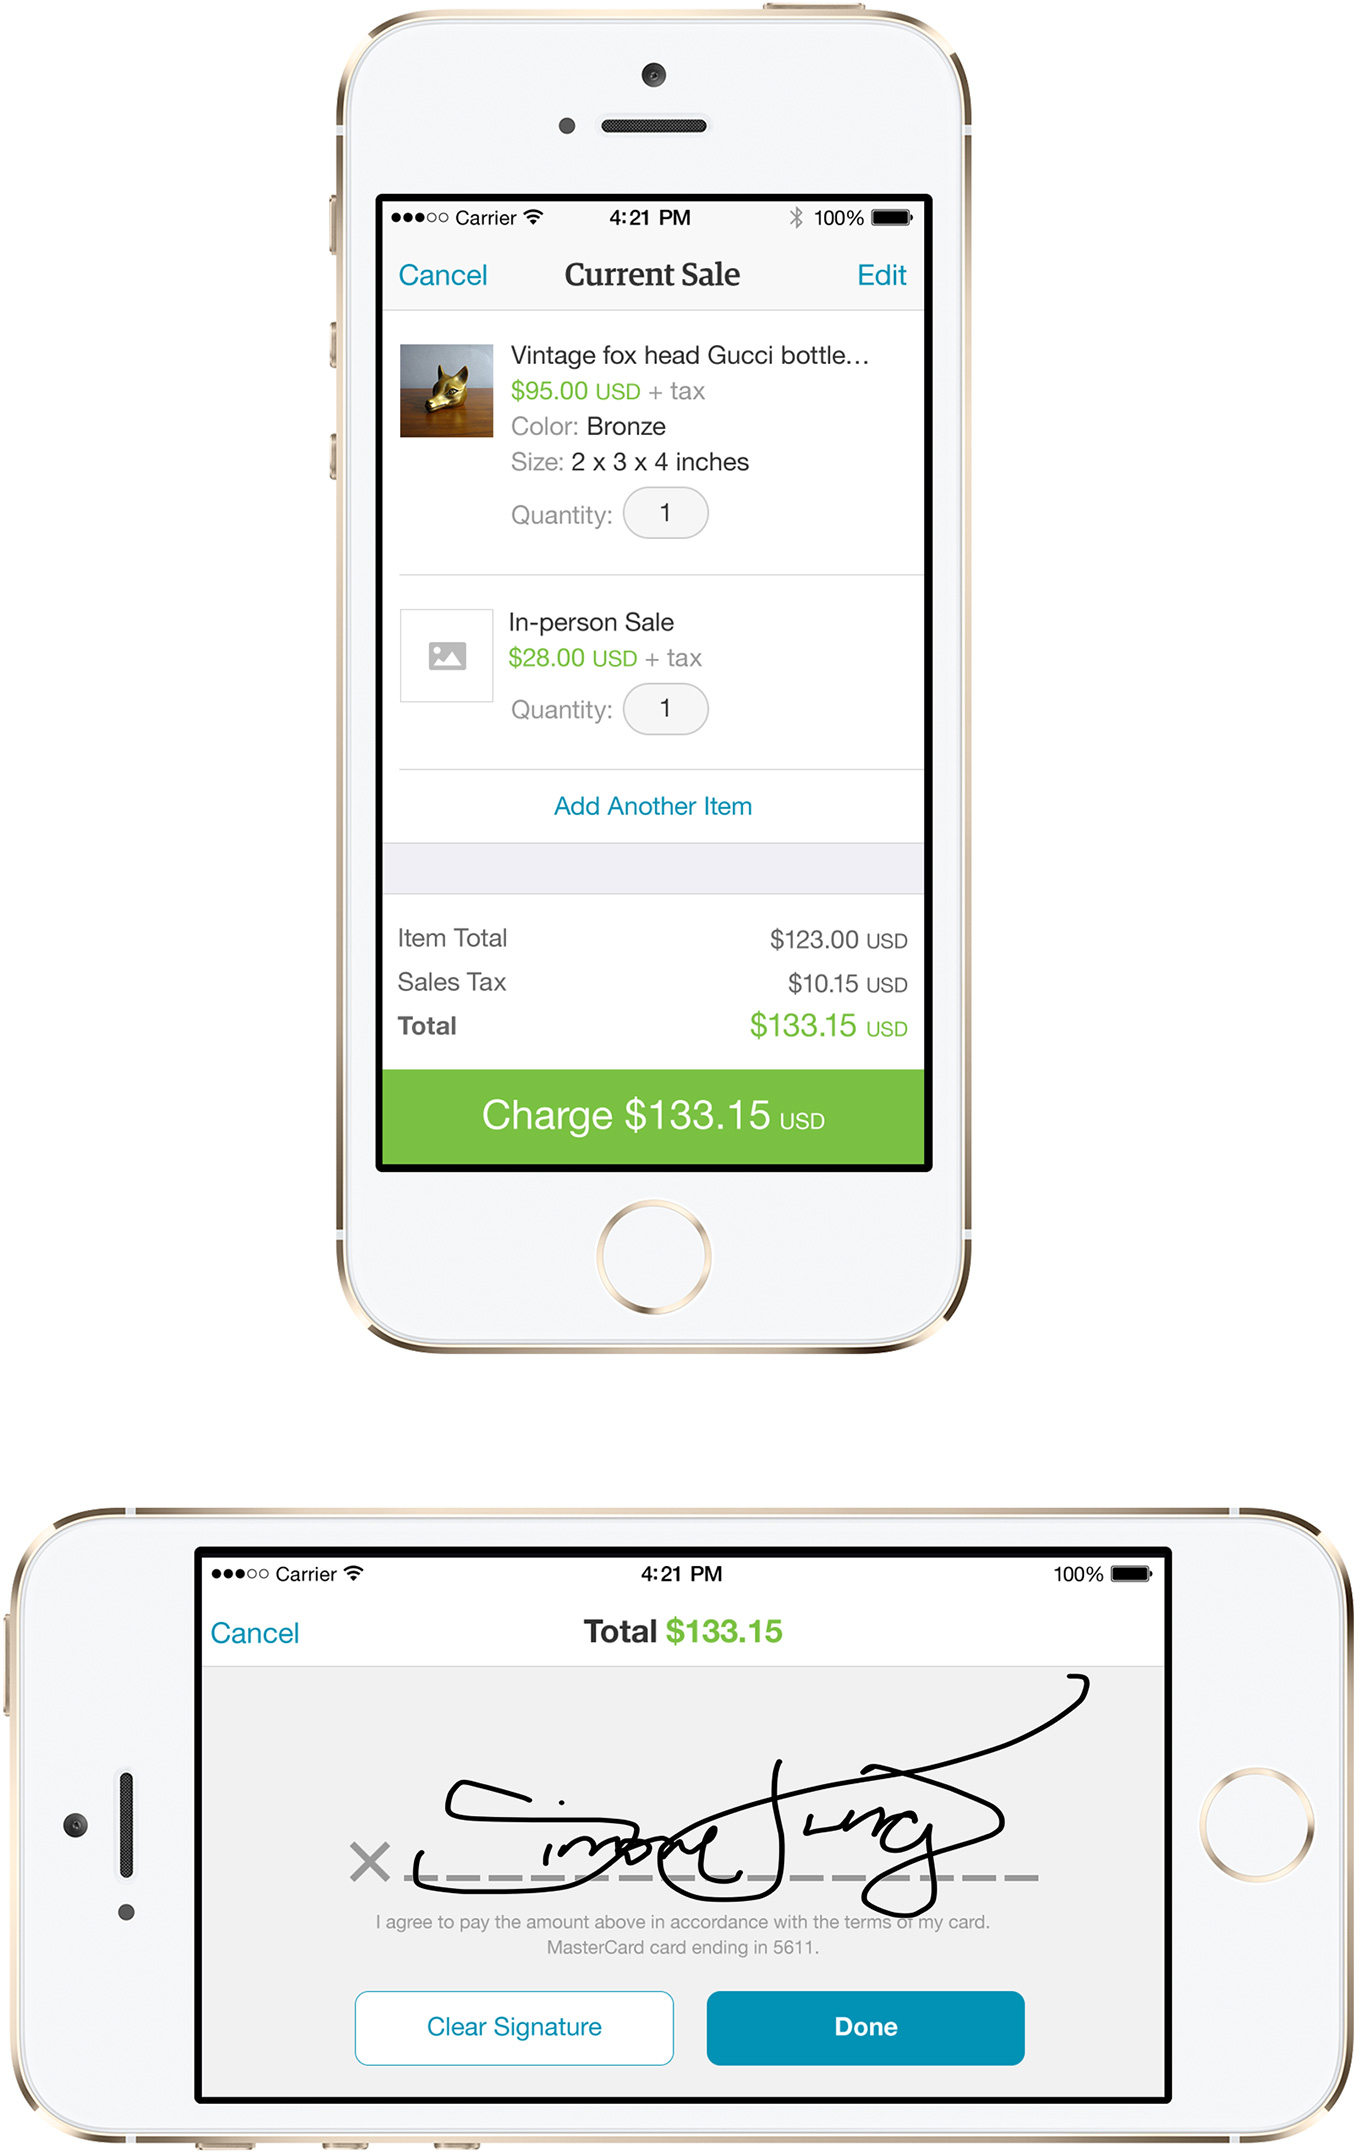 Carrier 4:21 PM 100%
Cancel Current Sale Edit
Vintage fox head Gucci bottle...
$95.00 USD + tax
Color: Bronze
Size: 2 x 3 x 4 inches
Quantity: 1
In-person Sale
$28.00 USD + tax
Quantity: 1
Add Another Item
Item Total $123.00 USD
Sales Tax $10.15 USD
Total $133.15 USD
Charge $133.15 USD
Carrier 4:21 PM 100%
Cancel Total $133.15
Simone Jung
I agree to pay the amount above in accordance with the terms of my card.
MasterCard card ending in 5611.
Clear Signature Done